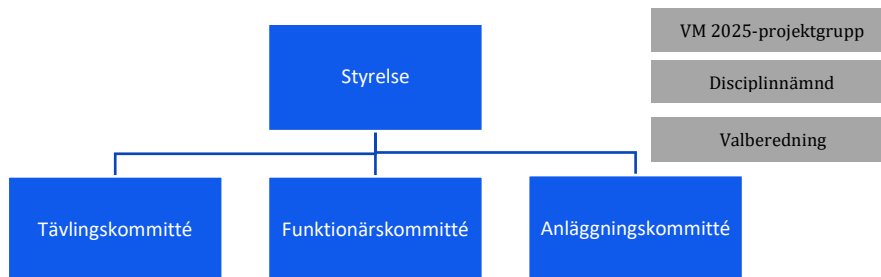 VM 2025-projektgrupp
Styrelse
Disciplinnämnd
Valberedning
Tävlingskommitté
Funktionärskommitté
Anläggningskommitté